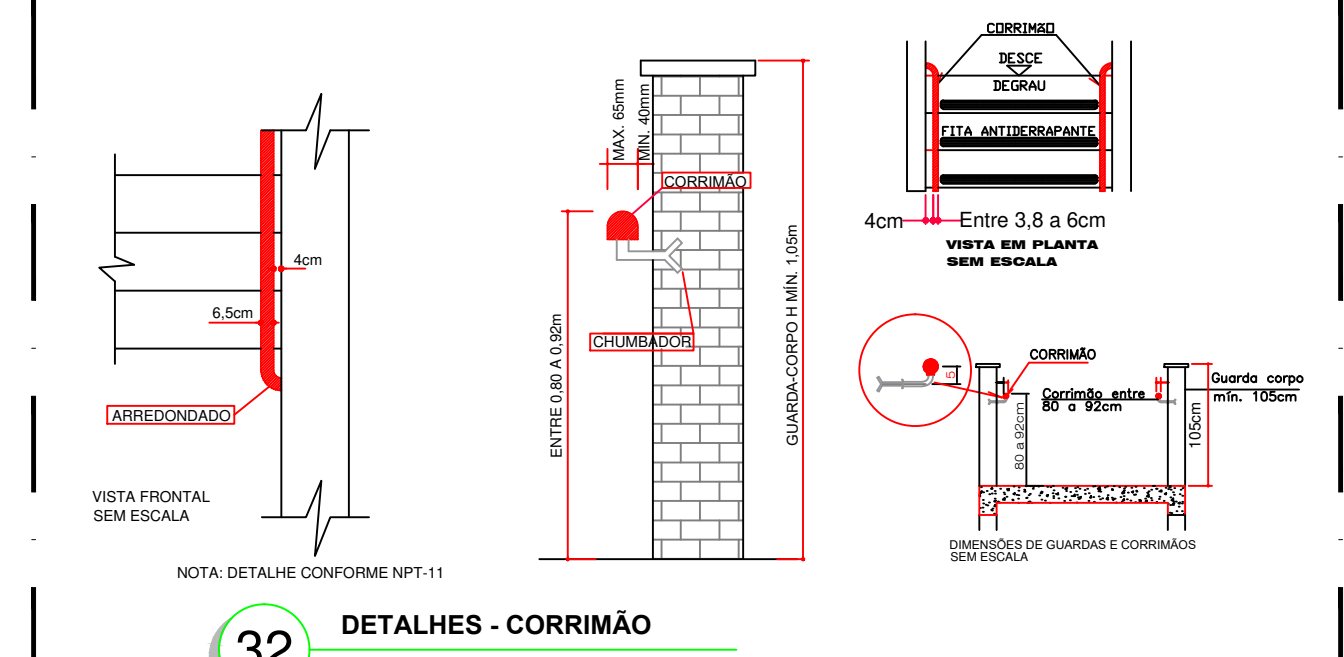 4cm
6,5cm
ARREDONDADO
VISTA FRONTAL
SEM ESCALA
NOTA: DETALHE CONFORME NPT-11
MAX. 65mm
MIN. 40mm
CORRIMÃO
CHUMBADOR
ENTRE 0,80 A 0,92m
GUARDA-CORPO H MÍN. 1,05m
CORRIMÃO
DESCE
DEGRAU
FITA ANTIDERRAPANTE
4cm
Entre 3,8 a 6cm
VISTA EM PLANTA
SEM ESCALA
5
CORRIMÃO
Corrimão entre
80 a 92cm
80 a 92cm
Guarda corpo
mín. 105cm
105cm
DIMENSÕES DE GUARDAS E CORRIMÃOS
SEM ESCALA
32
DETALHES - CORRIMÃO